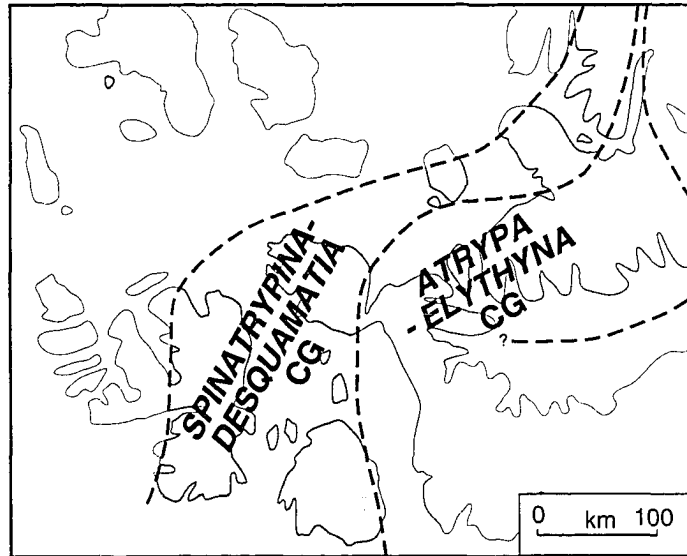 SPINATRYPINA-
DESQUAMATIA
CG
ATRYPA
ELYTHYNA
CG
?
0 km 100